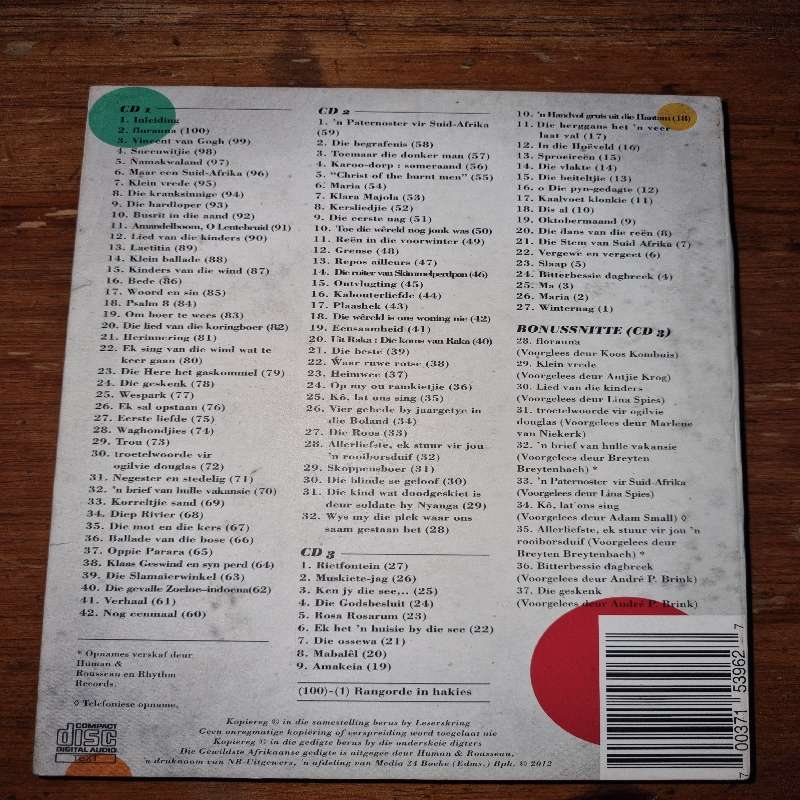 CD 1
1. Inleiding
2. florauna (100)
3. Vincent van Gogh (99)
4. Sneeuwitjie (98)
5. Namakwaland (97)
6. Maar een Suid-Afrika (96)
7. Klein vrede (95)
8. Die kranksinnige (94)
9. Die hardloper (93)
10. Busrit in die aand (92)
11. Amandelboom, O Lentebruid (91)
12. Lied van die kinders (90)
13. Laetitia (89)
14. Klein ballade (88)
15. Kinders van die wind (87)
16. Bede (86)
17. Woord en sin (85)
18. Psalm 8 (84)
19. Om boer te wees (83)
20. Die lied van die koringboer (82)
21. Herinnering (81)
22. Ek sing van die wind wat te
keer gaan (80)
23. Die Here het gaskommel (79)
24. Die geskenk (78)
25. Wespark (77)
26. Ek sal opstaan (76)
27. Eerste liefde (75)
28. Waghondjies (74)
29. Trou (73)
30. troetelwoorde vir
ogilvie douglas (72)
31. Negester en stedelig (71)
32. 'n brief van hulle vakansie (70)
33. Korreltjie sand (69)
34. Diep Rivier (68)
35. Die mot en die kers (67)
36. Ballade van die bose (66)
37. Oppie Parara (65)
38. Klaas Geswind en syn perd (64)
39. Die Slamaierwinkel (63)
40. Die gevalle Zoeloe-indoena(62)
41. Verhaal (61)
42. Nog eenmaal (60)
* Opnames verskaf deur
Human &
Rousseau en Rhythm
Records.
◊ Telefoniese opname.
CD 2
1. 'n Paternoster vir Suid-Afrika
(59)
2. Die begrafenis (58)
3. Toemaar die donker man (57)
4. Karoo-dorp : someraand (56)
5. "Christ of the burnt men" (55)
6. Maria (54)
7. Klara Majola (53)
8. Kersliedjie (52)
9. Die eerste nag (51)
10. Toe die wêreld nog jonk was (50)
11. Reën in die voorwinter (49)
12. Grense (48)
13. Repos ailleurs (47)
14. Die ruiter van Skimmelperdpan (46)
15. Ontvlugting (45)
16. Kabouterliefde (44)
17. Plaashek (43)
18. Die wêreld is ons woning nie (42)
19. Eensaamheid (41)
20. Uit Raka : Die koms van Raka (40)
21. Die beste (39)
22. Waar ruwe rotse (38)
23. Heimwee (37)
24. Op my ou ramkietjie (36)
25. Kô, lat ons sing (35)
26. Vier gebede by jaargetye in
die Boland (34)
27. Die Roos (33)
28. Allerliefste, ek stuur vir jou
'n rooiborsduif (32)
29. Skoppensboer (31)
30. Die blinde se geloof (30)
31. Die kind wat doodgeskiet is
deur soldate by Nyanga (29)
32. Wys my die plek waar ons
saam gestaan het (28)
CD 3
1. Rietfontein (27)
2. Muskiete-jag (26)
3. Ken jy die see... (25)
4. Die Godsbesluit (24)
5. Rosa Rosarum (23)
6. Ek het 'n huisie by die see (22)
7. Die ossewa (21)
8. Mabalêl (20)
9. Amakeia (19)
(100)-(1) Rangorde in hakies
10. 'n Handvol gruis uit die Hantam (18)
11. Die berggans het 'n veer
laat val (17)
12. In die Hoëveld (16)
13. Sproeireën (15)
14. Die vlakte (14)
15. Die beiteltjie (13)
16. o Die pyn-gedagte (12)
17. Kaalvoet klonkie (11)
18. Dis al (10)
19. Oktobermaand (9)
20. Die dans van die reën (8)
21. Die Stem van Suid Afrika (7)
22. Vergewe en vergeet (6)
23. Slaap (5)
24. Bitterbessie dagbreek (4)
25. Ma (3)
26. Maria (2)
27. Winternag (1)
BONUSSNITTE (CD 3)
28. florauna
(Voorgelees deur Koos Kombuis)
29. Klein vrede
(Voorgelees deur Antjie Krog)
30. Lied van die kinders
(Voorgelees deur Lina Spies)
31. troetelwoorde vir ogilvie
douglas (Voorgelees deur Marlene
van Niekerk)
32. 'n brief van hulle vakansie
(Voorgelees deur Breyten
Breytenbach) *
33. 'n Paternoster vir Suid-Afrika
(Voorgelees deur Lina Spies)
34. Kô, lat ons sing
(Voorgelees deur Adam Small) ◊
35. Allerliefste, ek stuur vir jou 'n
rooiborsduif (Voorgelees deur
Breyten Breytenbach) *
36. Bitterbessie dagbreek
(Voorgelees deur André P. Brink)
37. Die geskenk
(Voorgelees deur André P. Brink)
COMPACT
disc
DIGITAL AUDIO
TEXT
Kopiereg © in die samestelling berus by Leserskring
Geen onregmatige kopiëring of verspreiding word toegelaat nie
Kopiereg © in die gedigte berus by die onderskeie digters
Die Gewildste Afrikaanse gedigte is uitgegee deur Human & Rousseau,
'n druknaam van NB-Uitgewers, 'n afdeling van Media 24 Boeke (Edms.) Bpk. © 2012
7 00371 53962 7